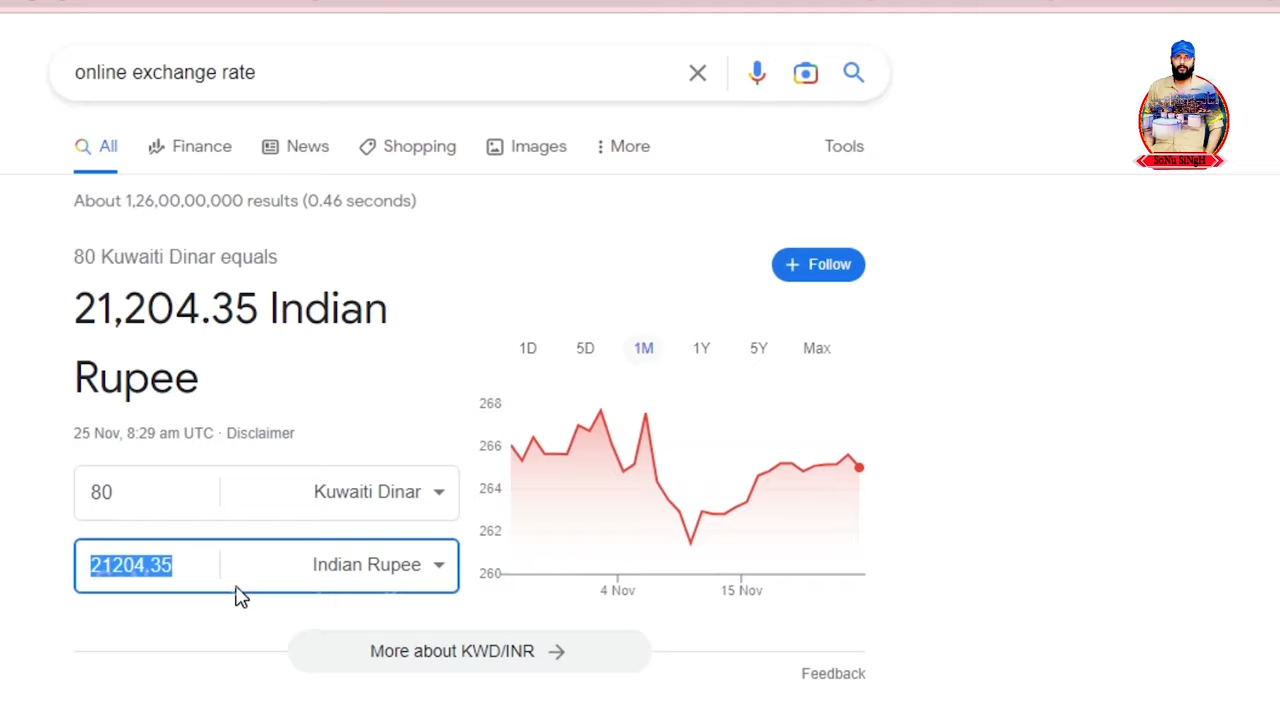 online exchange rate
All Finance News Shopping Images More Tools
About 1,26,00,00,000 results (0.46 seconds)
80 Kuwaiti Dinar equals
+ Follow
21,204.35 Indian
Rupee
25 Nov, 8:29 am UTC · Disclaimer
80 Kuwaiti Dinar
21204.35 Indian Rupee
1D 5D 1M 1Y 5Y Max
268
266
264
262
260
4 Nov 15 Nov
More about KWD/INR
Feedback
SoNu SiNgH